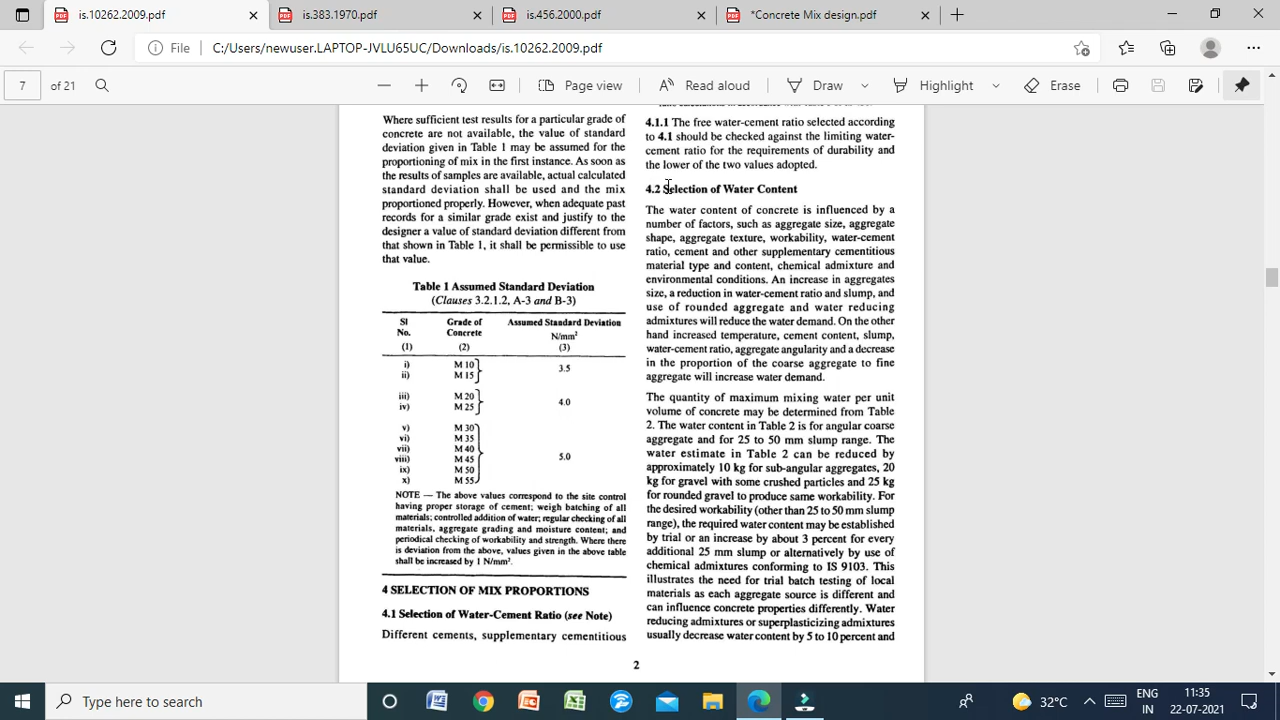 is.10262.2009.pdf
is.383.1970.pdf
is.456.2000.pdf
*Concrete Mix design.pdf
File
C:/Users/newuser.LAPTOP-JVLU65UC/Downloads/is.10262.2009.pdf
7 of 21
Page view
Read aloud
Draw
Highlight
Erase
Where sufficient test results for a particular grade of
concrete are not available, the value of standard
deviation given in Table 1 may be assumed for the
proportioning of mix in the first instance. As soon as
the results of samples are available, actual calculated
standard deviation shall be used and the mix
proportioned properly. However, when adequate past
records for a similar grade exist and justify to the
designer a value of standard deviation different from
that shown in Table 1, it shall be permissible to use
that value.
Table 1 Assumed Standard Deviation
(Clauses 3.2.1.2, A-3 and B-3)
Sl Grade of Assumed Standard Deviation
No. Concrete N/mm²
(1) (2) (3)
i) M 10
ii) M 15
3.5
iii) M 20
iv) M 25
4.0
v) M 30
vi) M 35
vii) M 40
viii) M 45
ix) M 50
x) M 55
5.0
NOTE — The above values correspond to the site control
having proper storage of cement; weigh batching of all
materials; controlled addition of water; regular checking of all
materials, aggregate grading and moisture content; and
periodical checking of workability and strength. Where there
is deviation from the above, values given in the above table
shall be increased by 1 N/mm².
4 SELECTION OF MIX PROPORTIONS
4.1 Selection of Water-Cement Ratio (see Note)
Different cements, supplementary cementitious
4.1.1 The free water-cement ratio selected according
to 4.1 should be checked against the limiting water-
cement ratio for the requirements of durability and
the lower of the two values adopted.
4.2 Selection of Water Content
The water content of concrete is influenced by a
number of factors, such as aggregate size, aggregate
shape, aggregate texture, workability, water-cement
ratio, cement and other supplementary cementitious
material type and content, chemical admixture and
environmental conditions. An increase in aggregates
size, a reduction in water-cement ratio and slump, and
use of rounded aggregate and water reducing
admixtures will reduce the water demand. On the other
hand increased temperature, cement content, slump,
water-cement ratio, aggregate angularity and a decrease
in the proportion of the coarse aggregate to fine
aggregate will increase water demand.
The quantity of maximum mixing water per unit
volume of concrete may be determined from Table
2. The water content in Table 2 is for angular coarse
aggregate and for 25 to 50 mm slump range. The
water estimate in Table 2 can be reduced by
approximately 10 kg for sub-angular aggregates, 20
kg for gravel with some crushed particles and 25 kg
for rounded gravel to produce same workability. For
the desired workability (other than 25 to 50 mm slump
range), the required water content may be established
by trial or an increase by about 3 percent for every
additional 25 mm slump or alternatively by use of
chemical admixtures conforming to IS 9103. This
illustrates the need for trial batch testing of local
materials as each aggregate source is different and
can influence concrete properties differently. Water
reducing admixtures or superplasticizing admixtures
usually decrease water content by 5 to 10 percent and
2
Type here to search
32°C
ENG
IN
11:35
22-07-2021